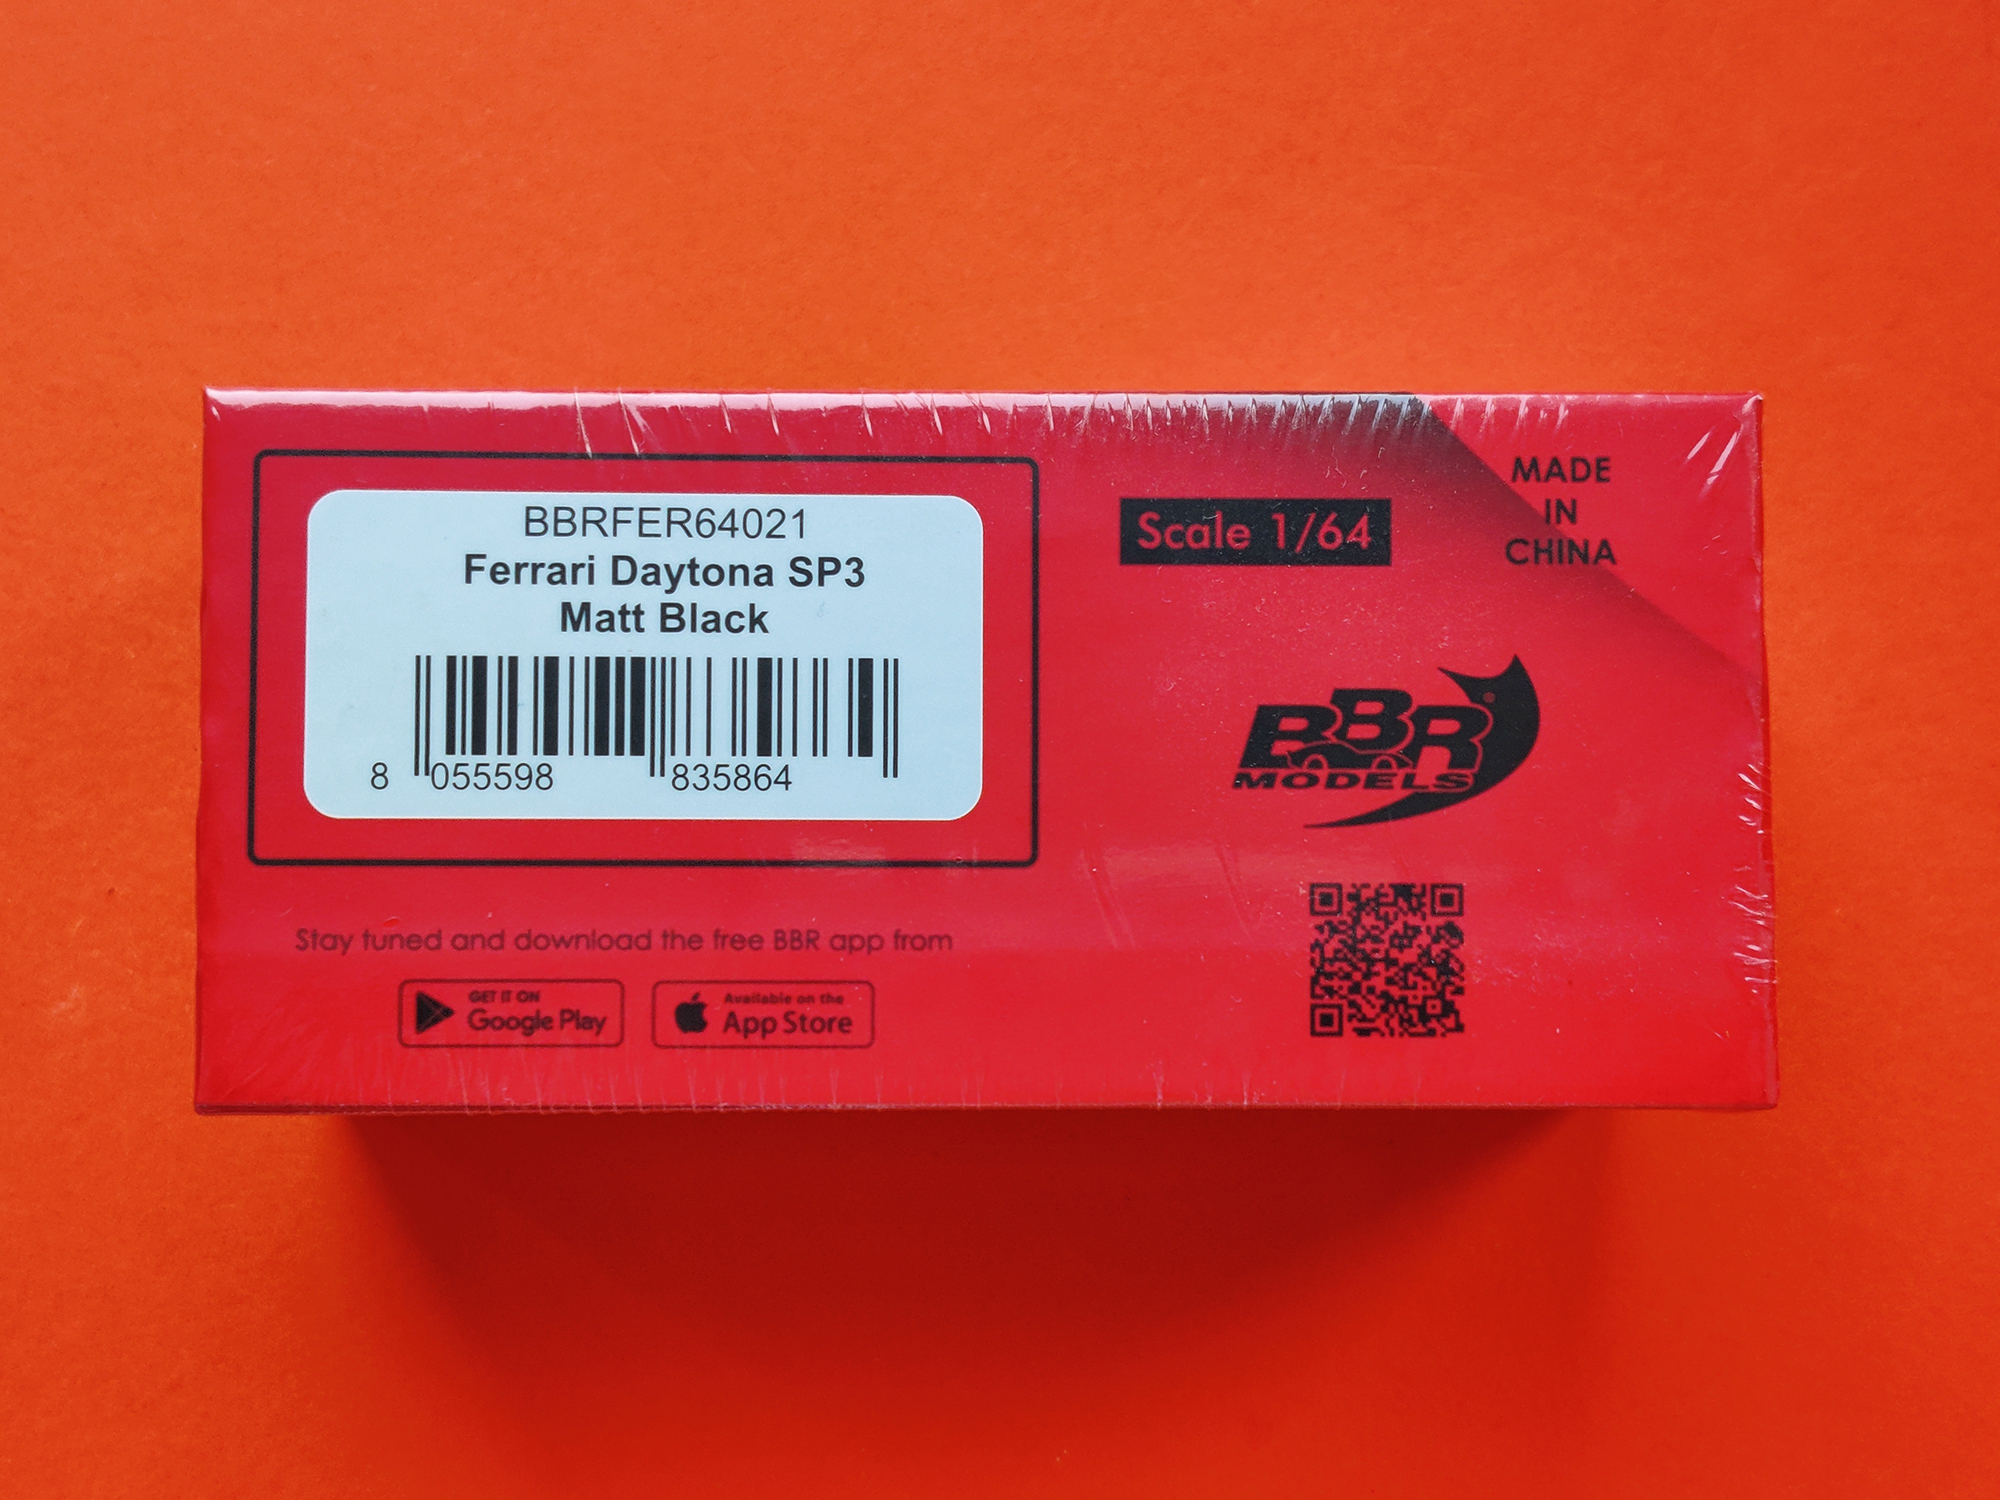 BBRFER64021
Ferrari Daytona SP3
Matt Black
8 055598 835864
Scale 1/64
MADE
IN
CHINA
BBR
MODELS
®
Stay tuned and download the free BBR app from
GET IT ON
Google Play
Available on the
App Store